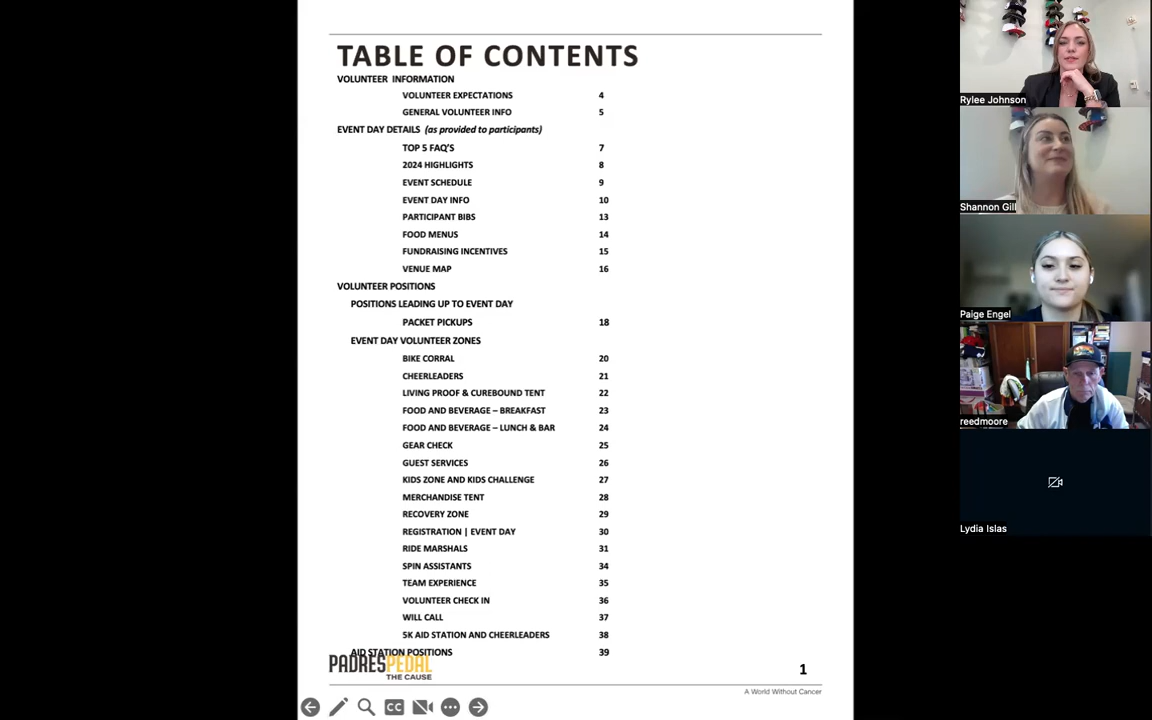 TABLE OF CONTENTS
VOLUNTEER INFORMATION
VOLUNTEER EXPECTATIONS 4
GENERAL VOLUNTEER INFO 5
EVENT DAY DETAILS (as provided to participants)
TOP 5 FAQ'S 7
2024 HIGHLIGHTS 8
EVENT SCHEDULE 9
EVENT DAY INFO 10
PARTICIPANT BIBS 13
FOOD MENUS 14
FUNDRAISING INCENTIVES 15
VENUE MAP 16
VOLUNTEER POSITIONS
POSITIONS LEADING UP TO EVENT DAY
PACKET PICKUPS 18
EVENT DAY VOLUNTEER ZONES
BIKE CORRAL 20
CHEERLEADERS 21
LIVING PROOF & CUREBOUND TENT 22
FOOD AND BEVERAGE – BREAKFAST 23
FOOD AND BEVERAGE – LUNCH & BAR 24
GEAR CHECK 25
GUEST SERVICES 26
KIDS ZONE AND KIDS CHALLENGE 27
MERCHANDISE TENT 28
RECOVERY ZONE 29
REGISTRATION | EVENT DAY 30
RIDE MARSHALS 31
SPIN ASSISTANTS 34
TEAM EXPERIENCE 35
VOLUNTEER CHECK IN 36
WILL CALL 37
5K AID STATION AND CHEERLEADERS 38
AID STATION POSITIONS 39
PADRESPEDAL
THE CAUSE
1
A World Without Cancer
CC
Rylee Johnson
Shannon Gill
Paige Engel
reedmoore
Lydia Islas